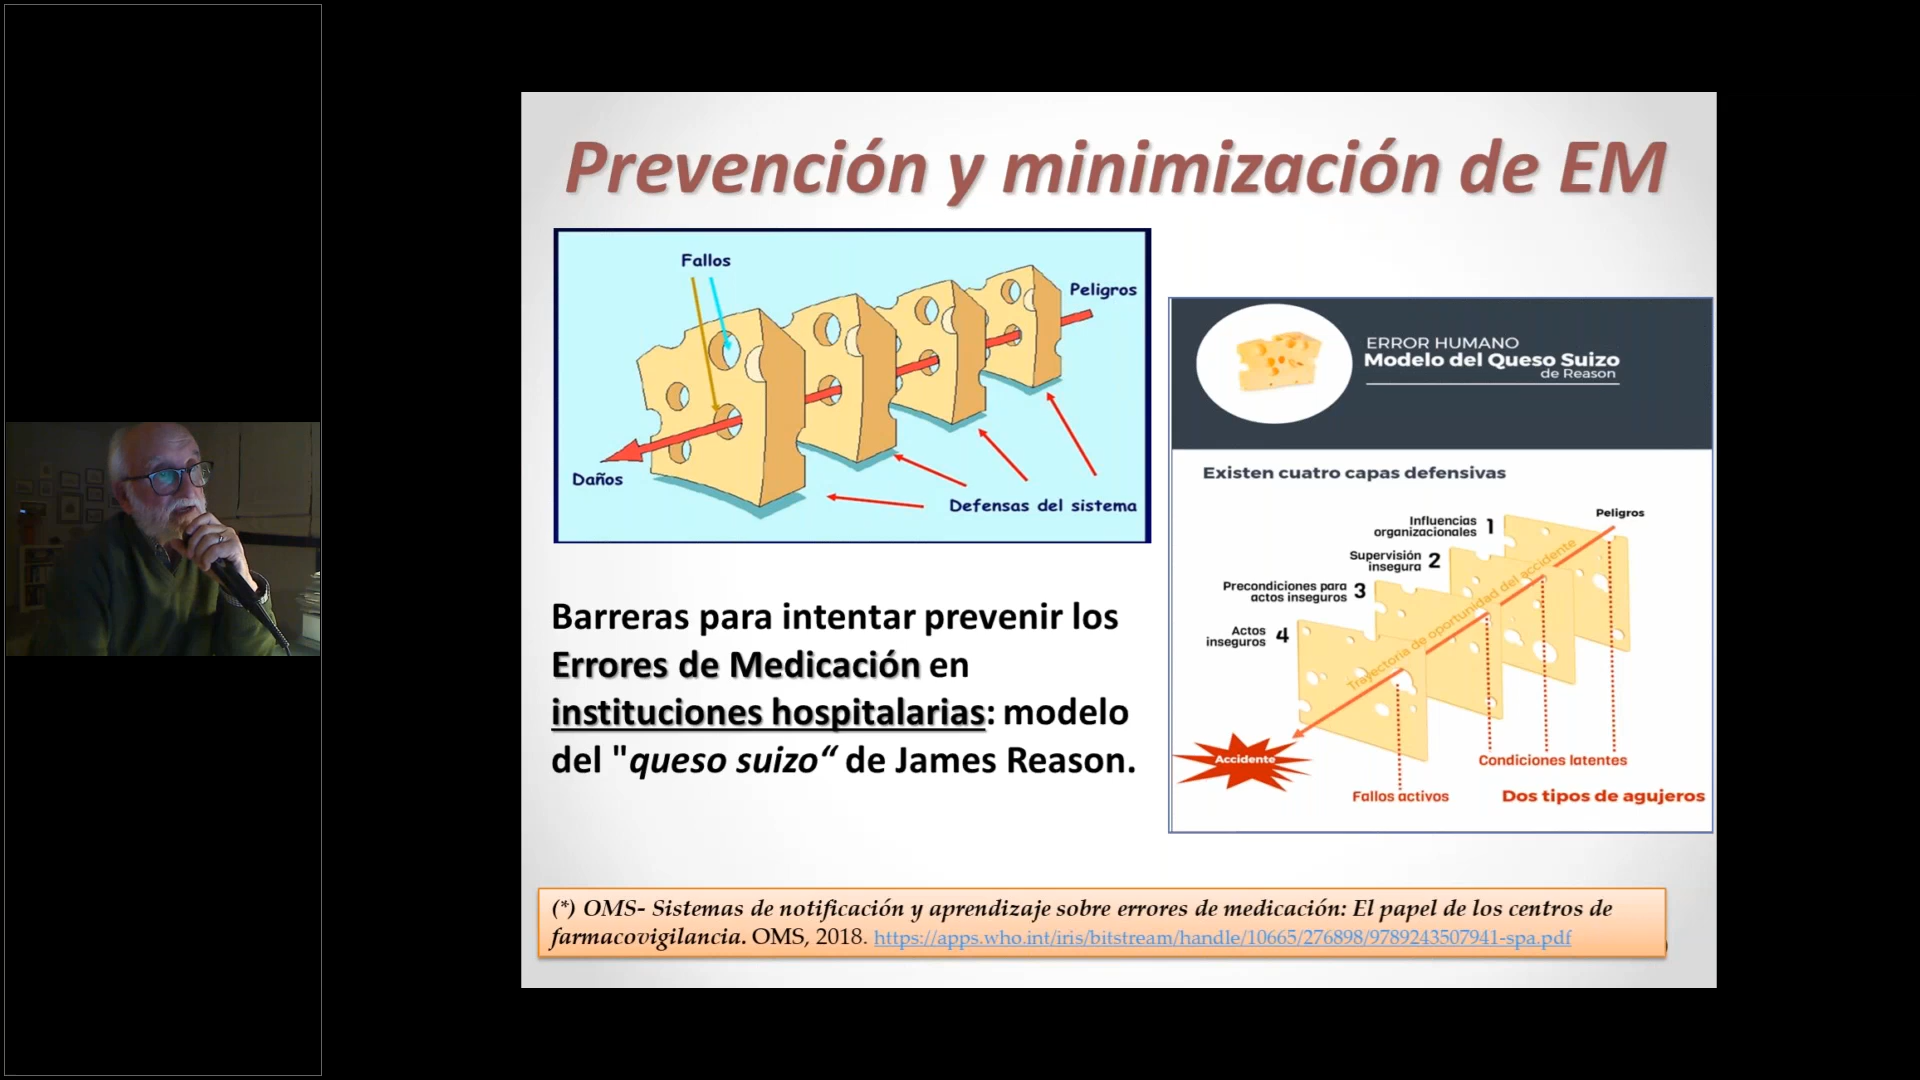 Prevención y minimización de EM
Fallos
Peligros
Daños
Defensas del sistema
Barreras para intentar prevenir los
Errores de Medicación en
instituciones hospitalarias: modelo
del "queso suizo“ de James Reason.
ERROR HUMANO
Modelo del Queso Suizo
de Reason
Existen cuatro capas defensivas
Peligros
Influencias
organizacionales 1
Supervisión
insegura 2
Precondiciones para
actos inseguros 3
Actos
inseguros 4
Trayectoria de oportunidad del accidente
Accidente
Condiciones latentes
Fallos activos
Dos tipos de agujeros
(*) OMS- Sistemas de notificación y aprendizaje sobre errores de medicación: El papel de los centros de
farmacovigilancia. OMS, 2018. https://apps.who.int/iris/bitstream/handle/10665/276898/9789243507941-spa.pdf